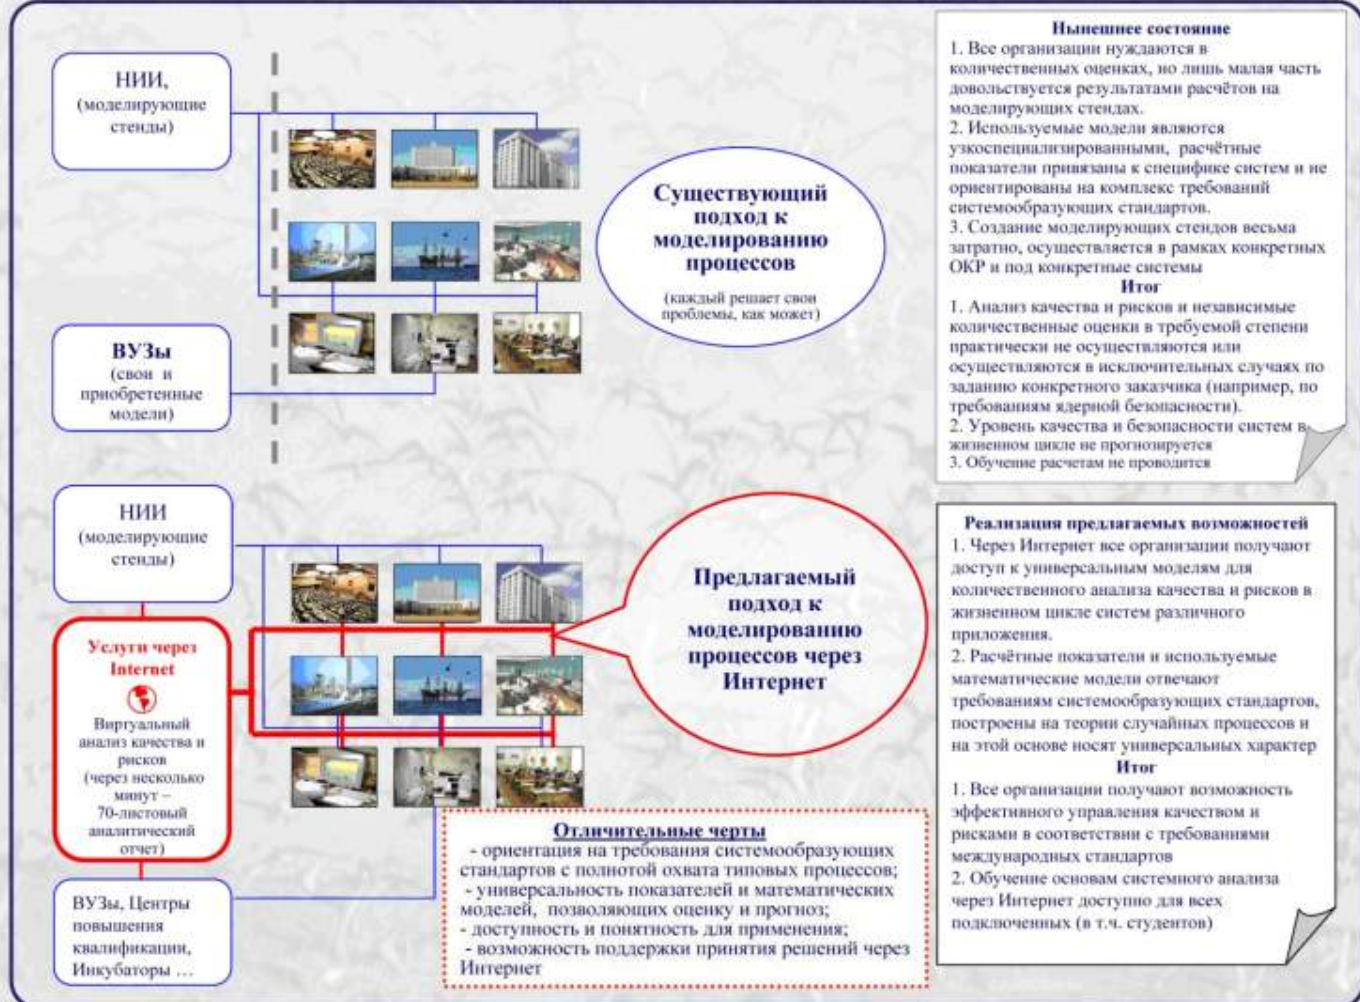 НИИ,
(моделирующие
стенды)
ВУЗы
(свои и
приобретенные
модели)
Существующий
подход к
моделированию
процессов
(каждый решает свои
проблемы, как может)
Нынешнее состояние
1. Все организации нуждаются в
количественных оценках, но лишь малая часть
довольствуется результатами расчётов на
моделирующих стендах.
2. Используемые модели являются
узкоспециализированными, расчётные
показатели привязаны к специфике систем и не
ориентированы на комплекс требований
системообразующих стандартов.
3. Создание моделирующих стендов весьма
затратно, осуществляется в рамках конкретных
ОКР и под конкретные системы
Итог
1. Анализ качества и рисков и независимые
количественные оценки в требуемой степени
практически не осуществляются или
осуществляются в исключительных случаях по
заданию конкретного заказчика (например, по
требованиям ядерной безопасности).
2. Уровень качества и безопасности систем в
жизненном цикле не прогнозируется
3. Обучение расчетам не проводится
НИИ
(моделирующие
стенды)
Услуги через
Internet
Виртуальный
анализ качества и
рисков
(через несколько
минут –
70-листовый
аналитический
отчет)
ВУЗы, Центры
повышения
квалификации,
Инкубаторы …
Предлагаемый
подход к
моделированию
процессов через
Интернет
Отличительные черты
- ориентация на требования системообразующих
стандартов с полнотой охвата типовых процессов;
- универсальность показателей и математических
моделей, позволяющих оценку и прогноз;
- доступность и понятность для применения;
- возможность поддержки принятия решений через
Интернет
Реализация предлагаемых возможностей
1. Через Интернет все организации получают
доступ к универсальным моделям для
количественного анализа качества и рисков в
жизненном цикле систем различного
приложения.
2. Расчётные показатели и используемые
математические модели отвечают
требованиям системообразующих стандартов,
построены на теории случайных процессов и
на этой основе носят универсальных характер
Итог
1. Все организации получают возможность
эффективного управления качеством и
рисками в соответствии с требованиями
международных стандартов
2. Обучение основам системного анализа
через Интернет доступно для всех
подключенных (в т.ч. студентов)